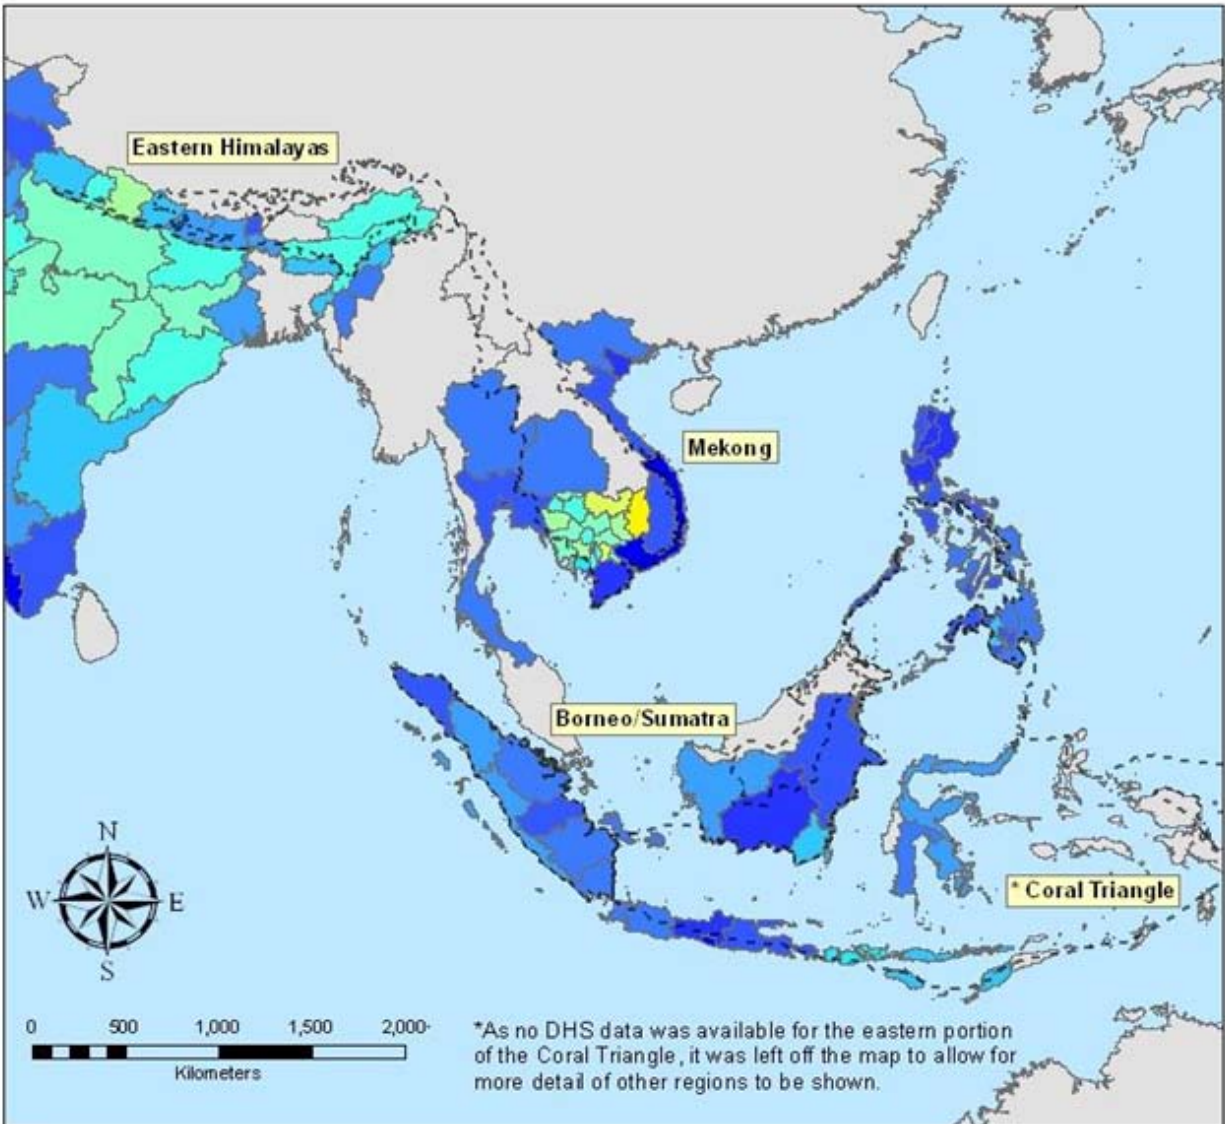 Eastern Himalayas
Mekong
Borneo/Sumatra
* Coral Triangle
N
W E
S
0 500 1,000 1,500 2,000
Kilometers
*As no DHS data was available for the eastern portion
of the Coral Triangle, it was left off the map to allow for
more detail of other regions to be shown.